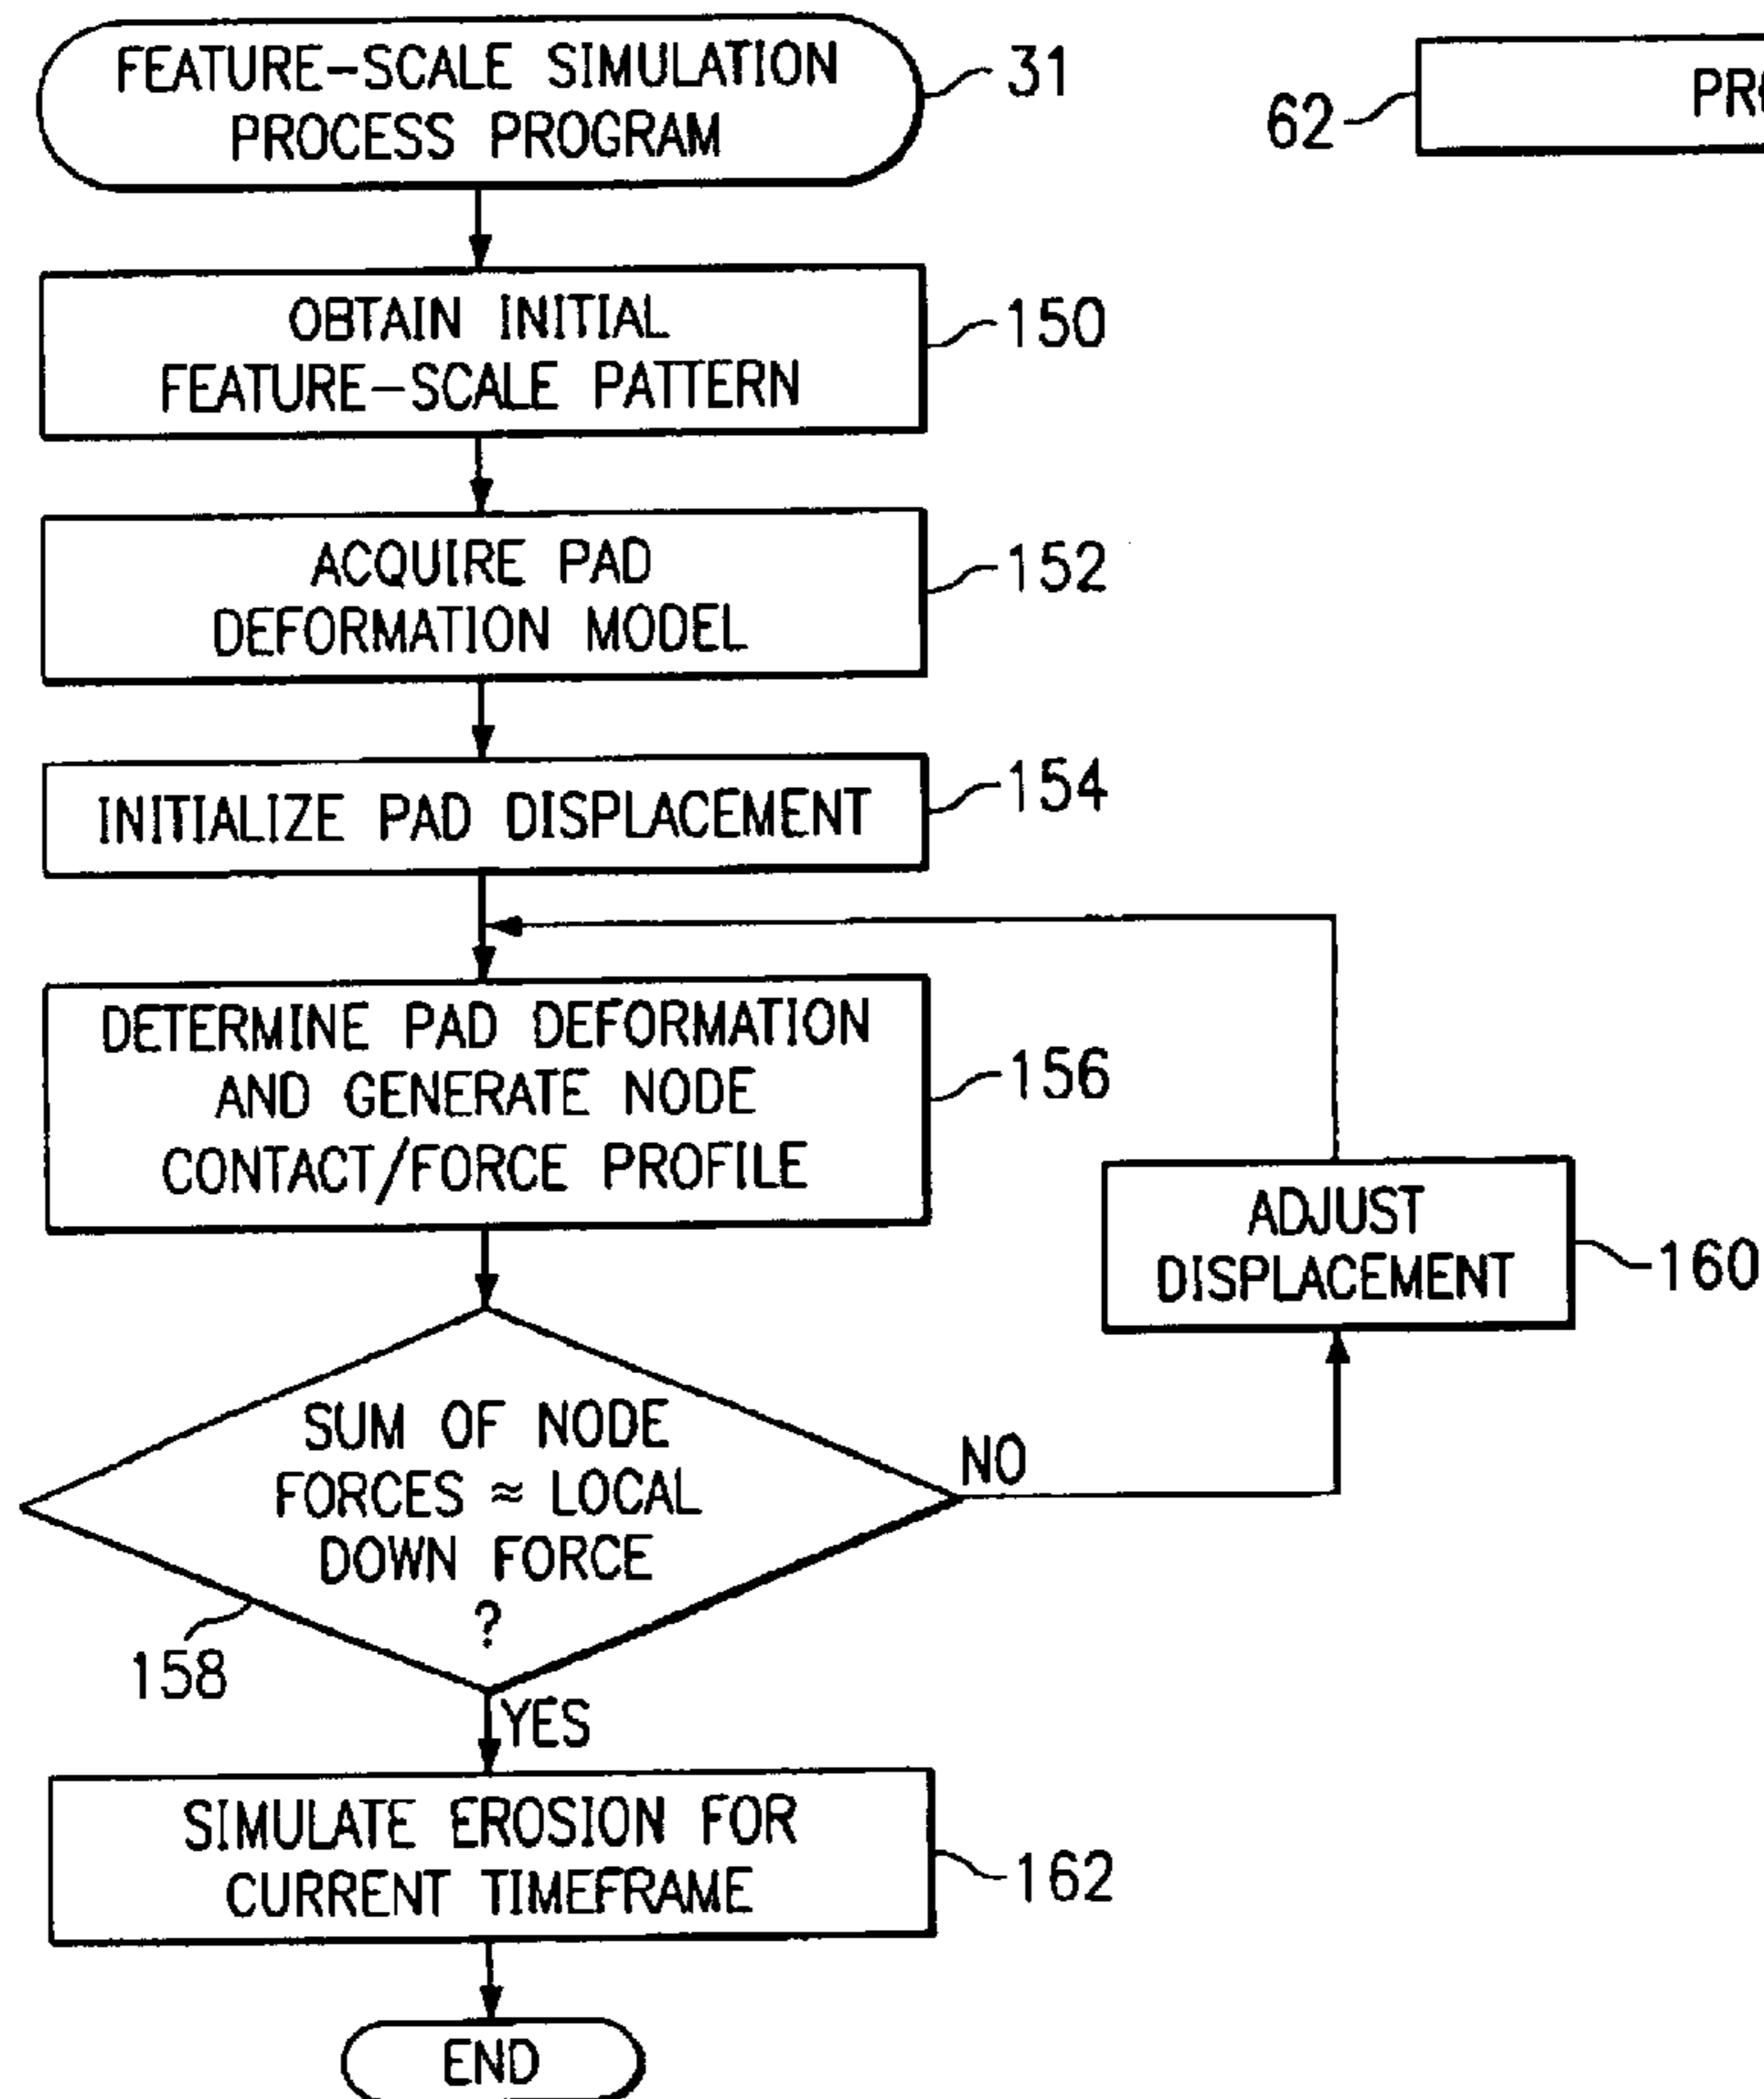 FEATURE-SCALE SIMULATION
PROCESS PROGRAM
31
62
OBTAIN INITIAL
FEATURE-SCALE PATTERN
150
ACQUIRE PAD
DEFORMATION MODEL
152
INITIALIZE PAD DISPLACEMENT
154
DETERMINE PAD DEFORMATION
AND GENERATE NODE
CONTACT/FORCE PROFILE
156
ADJUST
DISPLACEMENT
160
SUM OF NODE
FORCES ≈ LOCAL
DOWN FORCE
?
NO
158
YES
SIMULATE EROSION FOR
CURRENT TIMEFRAME
162
END